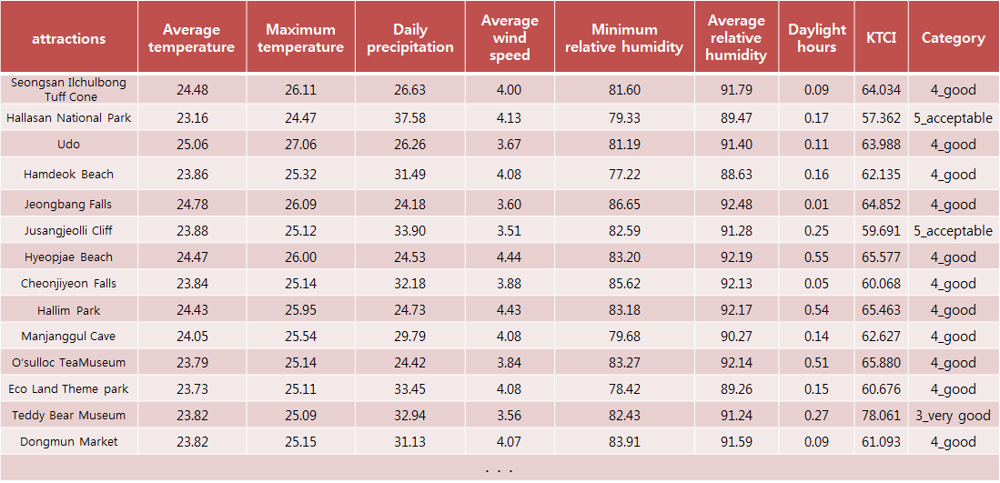 attractions Average temperature Maximum temperature Daily precipitation Average wind speed Minimum relative humidity Average relative humidity Daylight hours KTCI Category
Seongsan Ilchulbong Tuff Cone 24.48 26.11 26.63 4.00 81.60 91.79 0.09 64.034 4_good
Hallasan National Park 23.16 24.47 37.58 4.13 79.33 89.47 0.17 57.362 5_acceptable
Udo 25.06 27.06 26.26 3.67 81.19 91.40 0.11 63.988 4_good
Hamdeok Beach 23.86 25.32 31.49 4.08 77.22 88.63 0.16 62.135 4_good
Jeongbang Falls 24.78 26.09 24.18 3.60 86.65 92.48 0.01 64.852 4_good
Jusangjeolli Cliff 23.88 25.12 33.90 3.51 82.59 91.28 0.25 59.691 5_acceptable
Hyeopjae Beach 24.47 26.00 24.53 4.44 83.20 92.19 0.55 65.577 4_good
Cheonjiyeon Falls 23.84 25.14 32.18 3.88 85.62 92.13 0.05 60.068 4_good
Hallim Park 24.43 25.95 24.73 4.43 83.18 92.17 0.54 65.463 4_good
Manjanggul Cave 24.05 25.54 29.79 4.08 79.68 90.27 0.14 62.627 4_good
O'sulloc TeaMuseum 23.79 25.14 24.42 3.84 83.27 92.14 0.51 65.880 4_good
Eco Land Theme park 23.73 25.11 33.45 4.08 78.42 89.26 0.15 60.676 4_good
Teddy Bear Museum 23.82 25.09 32.94 3.56 82.43 91.24 0.27 78.061 3_very good
Dongmun Market 23.82 25.15 31.13 4.07 83.91 91.59 0.09 61.093 4_good
. . .